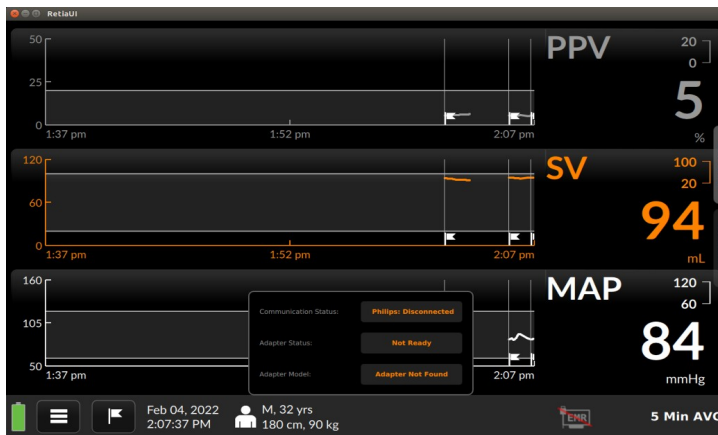 RetiaUI
50
25
0
1:37 pm
1:52 pm
2:07 pm
PPV
20
0
5
%
120
60
0
1:37 pm
1:52 pm
2:07 pm
SV
100
20
94
mL
160
105
50
1:37 pm
2:07 pm
MAP
120
60
84
mmHg
Communication Status:
Philips: Disconnected
Adapter Status:
Not Ready
Adapter Model:
Adapter Not Found
Feb 04, 2022
2:07:37 PM
M, 32 yrs
180 cm, 90 kg
EMR
5 Min AVG